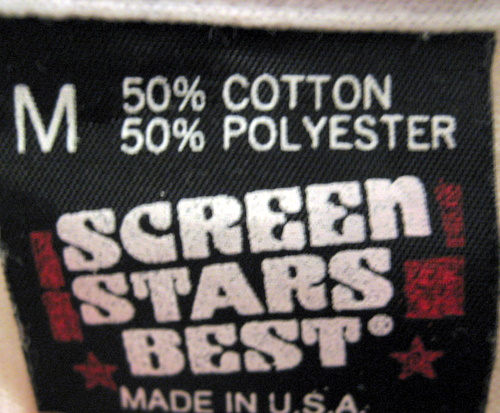 M 50% COTTON
50% POLYESTER
SCREEN
STARS
BEST®
MADE IN U.S.A.